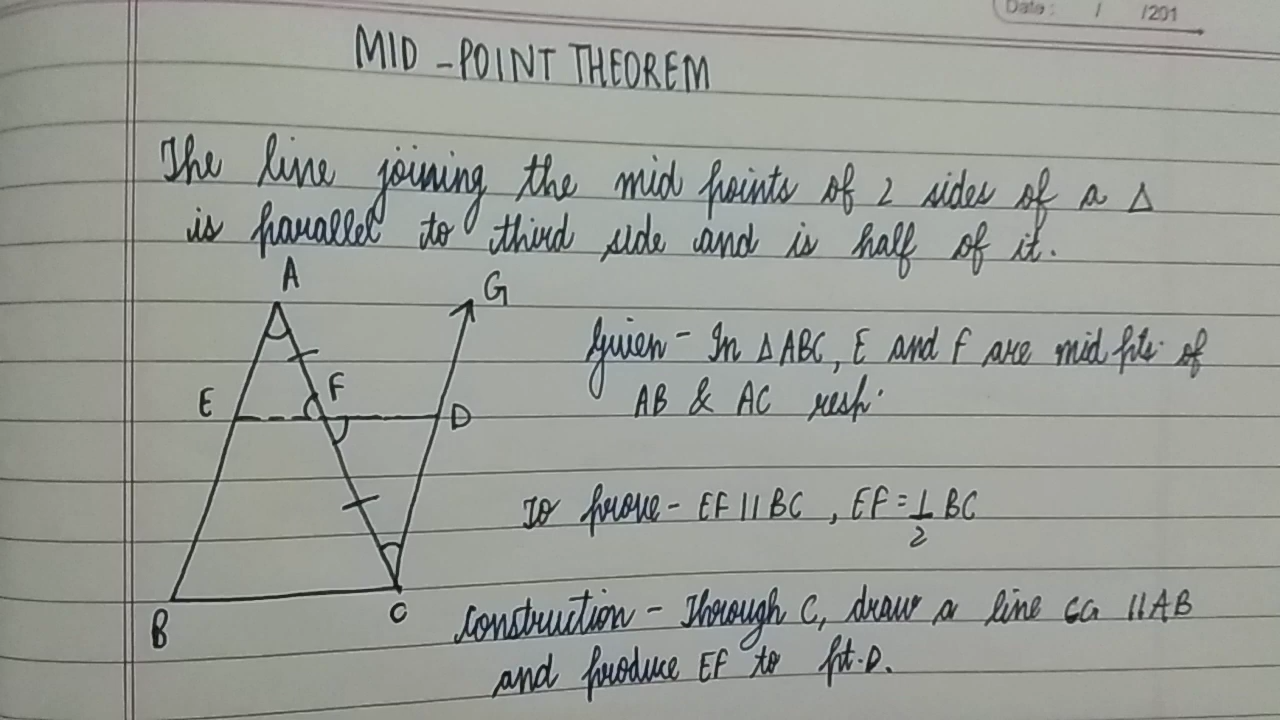 Date : / /201
MID - POINT THEOREM
The line joining the mid points of 2 sides of a Δ
is parallel to third side and is half of it.
A
G
Given - In Δ ABC, E and F are mid pts. of
E
F
D
AB & AC resp.
To prove - EF || BC , EF = 1/2 BC
B
C
Construction - Through C, draw a line CG || AB
and produce EF to pt. D.